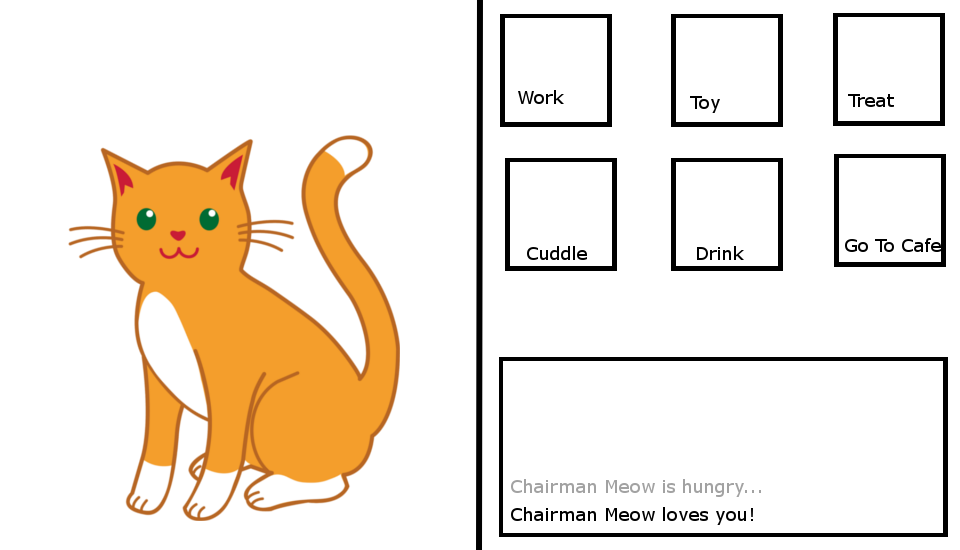 Work
Toy
Treat
Cuddle
Drink
Go To Cafe
Chairman Meow is hungry...
Chairman Meow loves you!